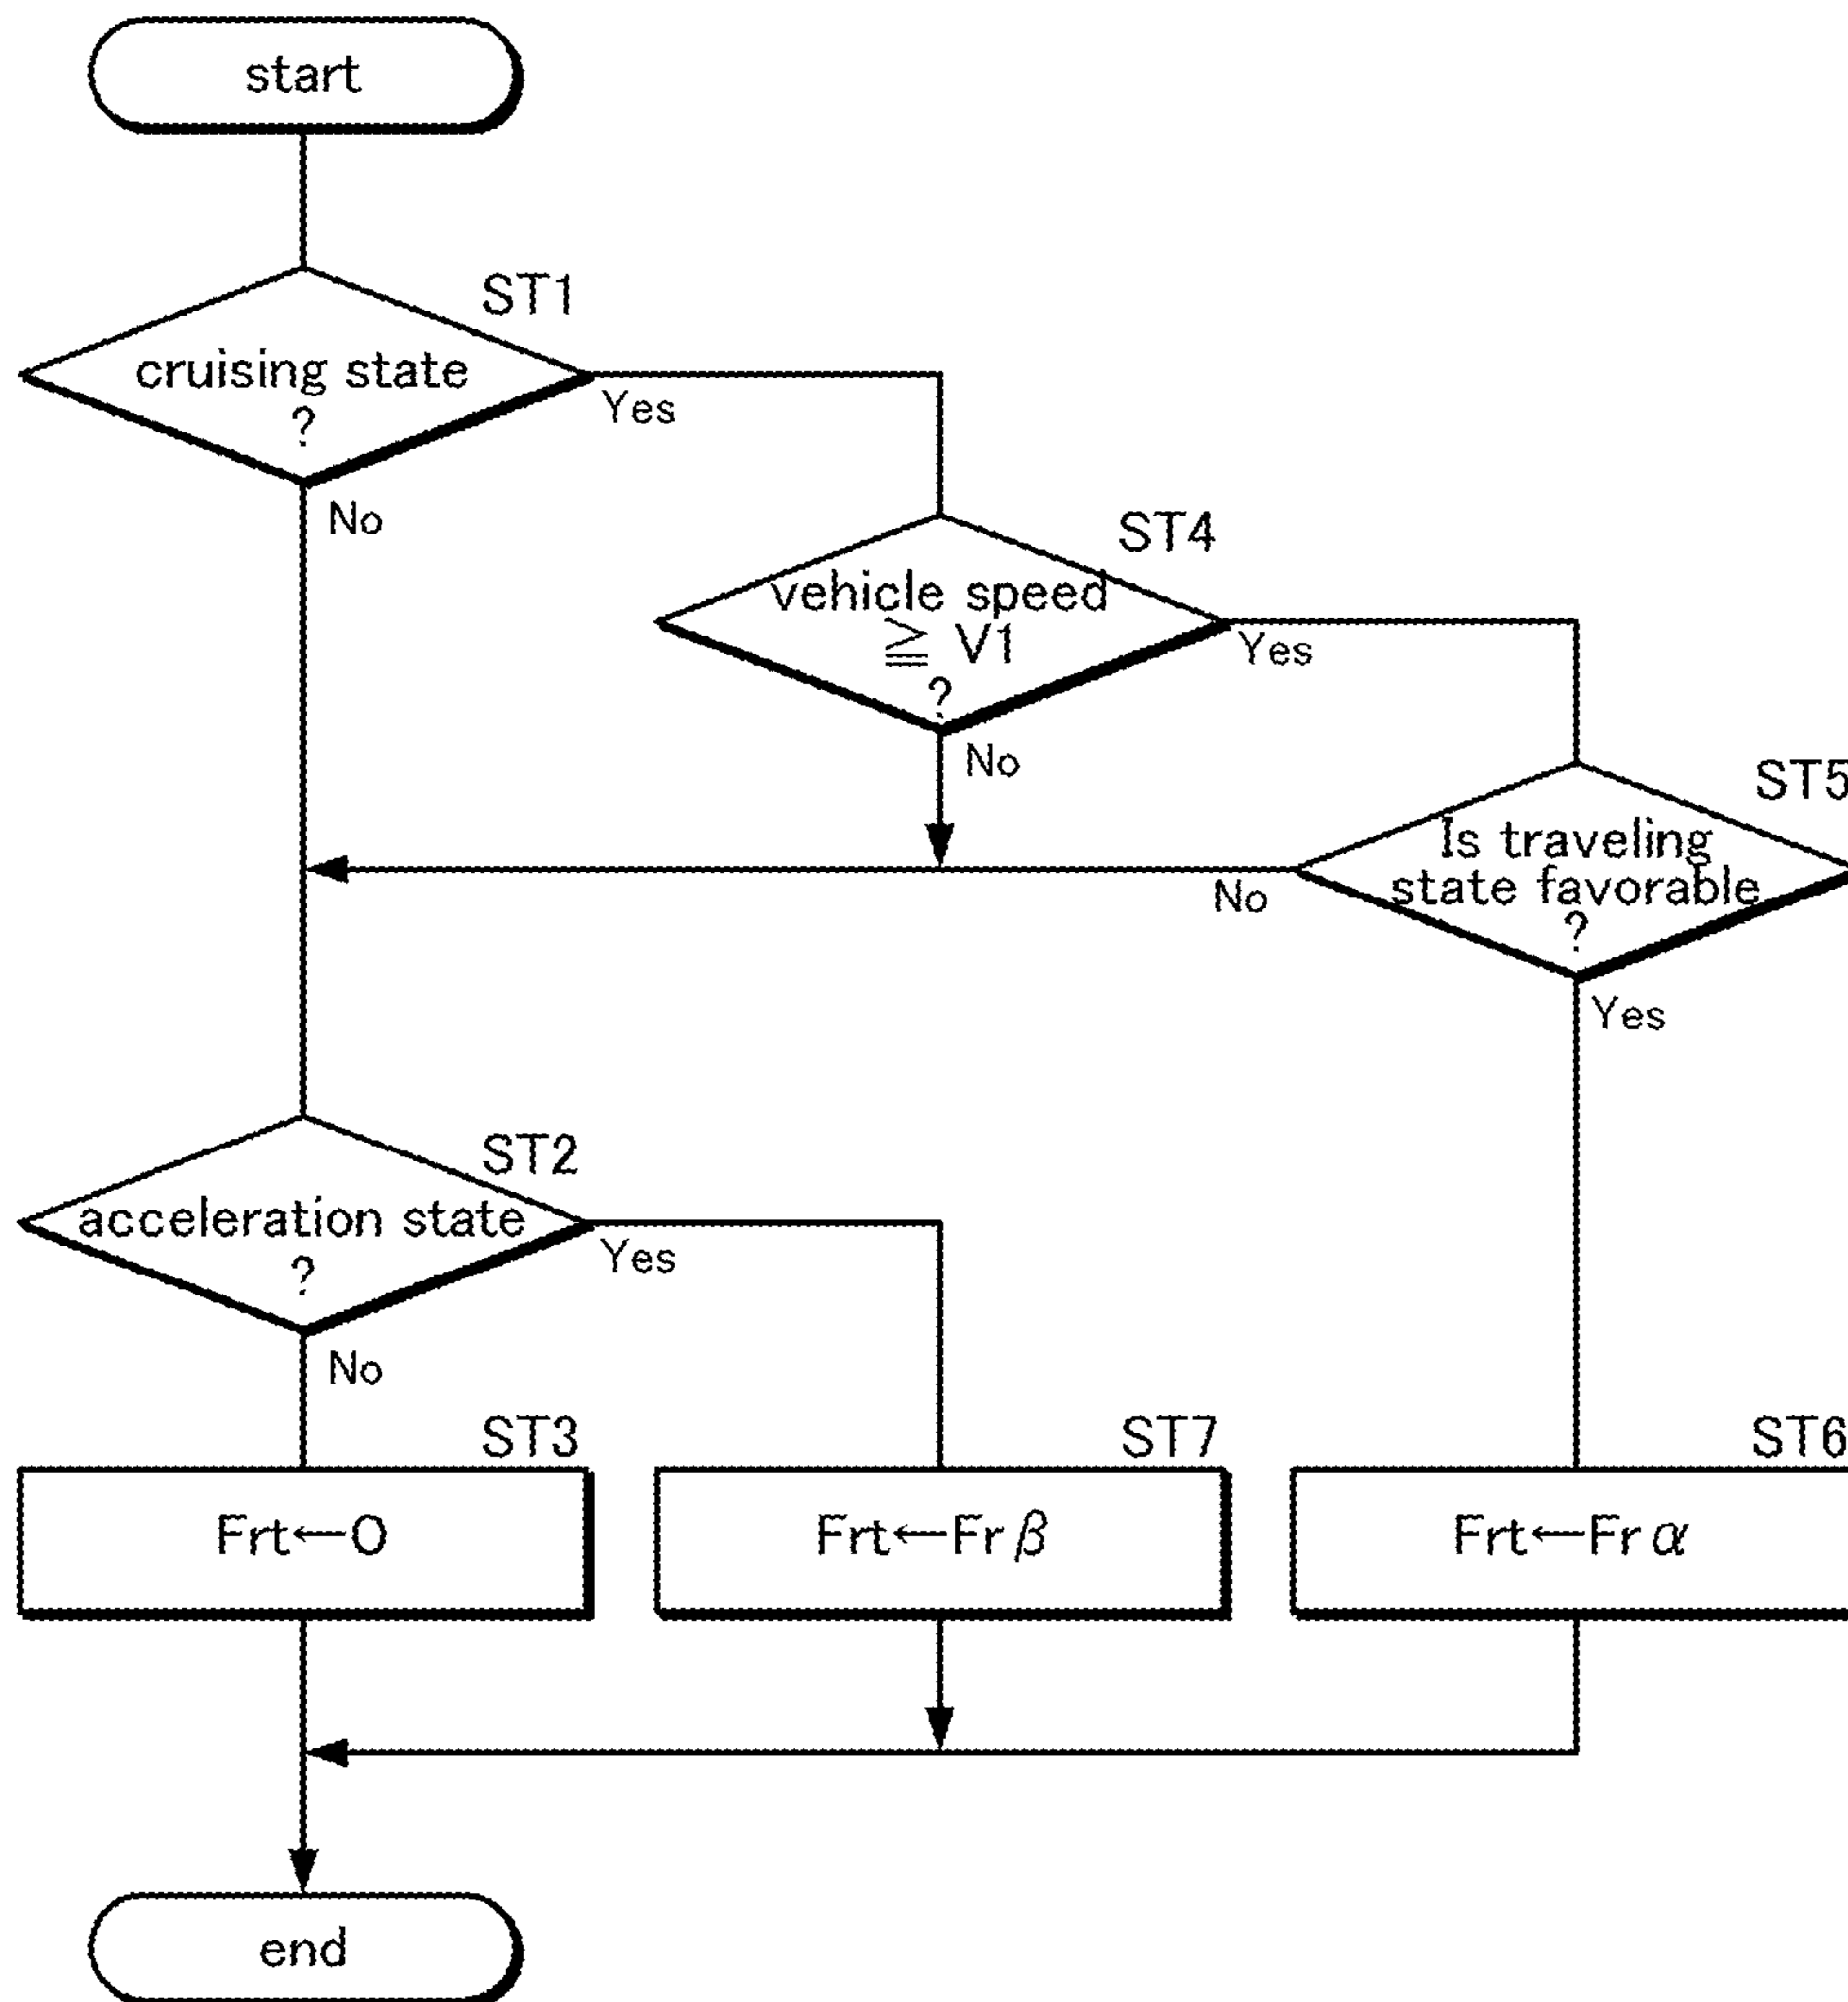 start
ST1
cruising state
?
Yes
No
ST4
vehicle speed
≧ V1
?
Yes
No
ST5
Is traveling
state favorable
?
No
Yes
ST2
acceleration state
?
Yes
No
ST3
Frt←0
ST7
Frt←Frβ
ST6
Frt←Frα
end